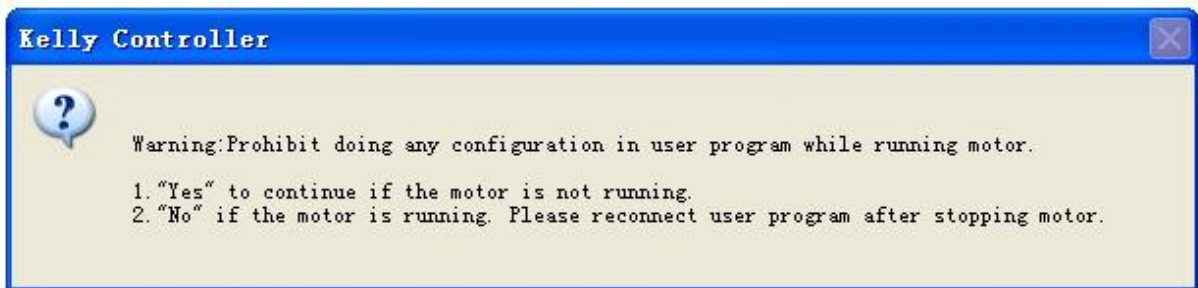 Kelly Controller
Warning:Prohibit doing any configuration in user program while running motor.
1."Yes" to continue if the motor is not running.
2."No" if the motor is running. Please reconnect user program after stopping motor.